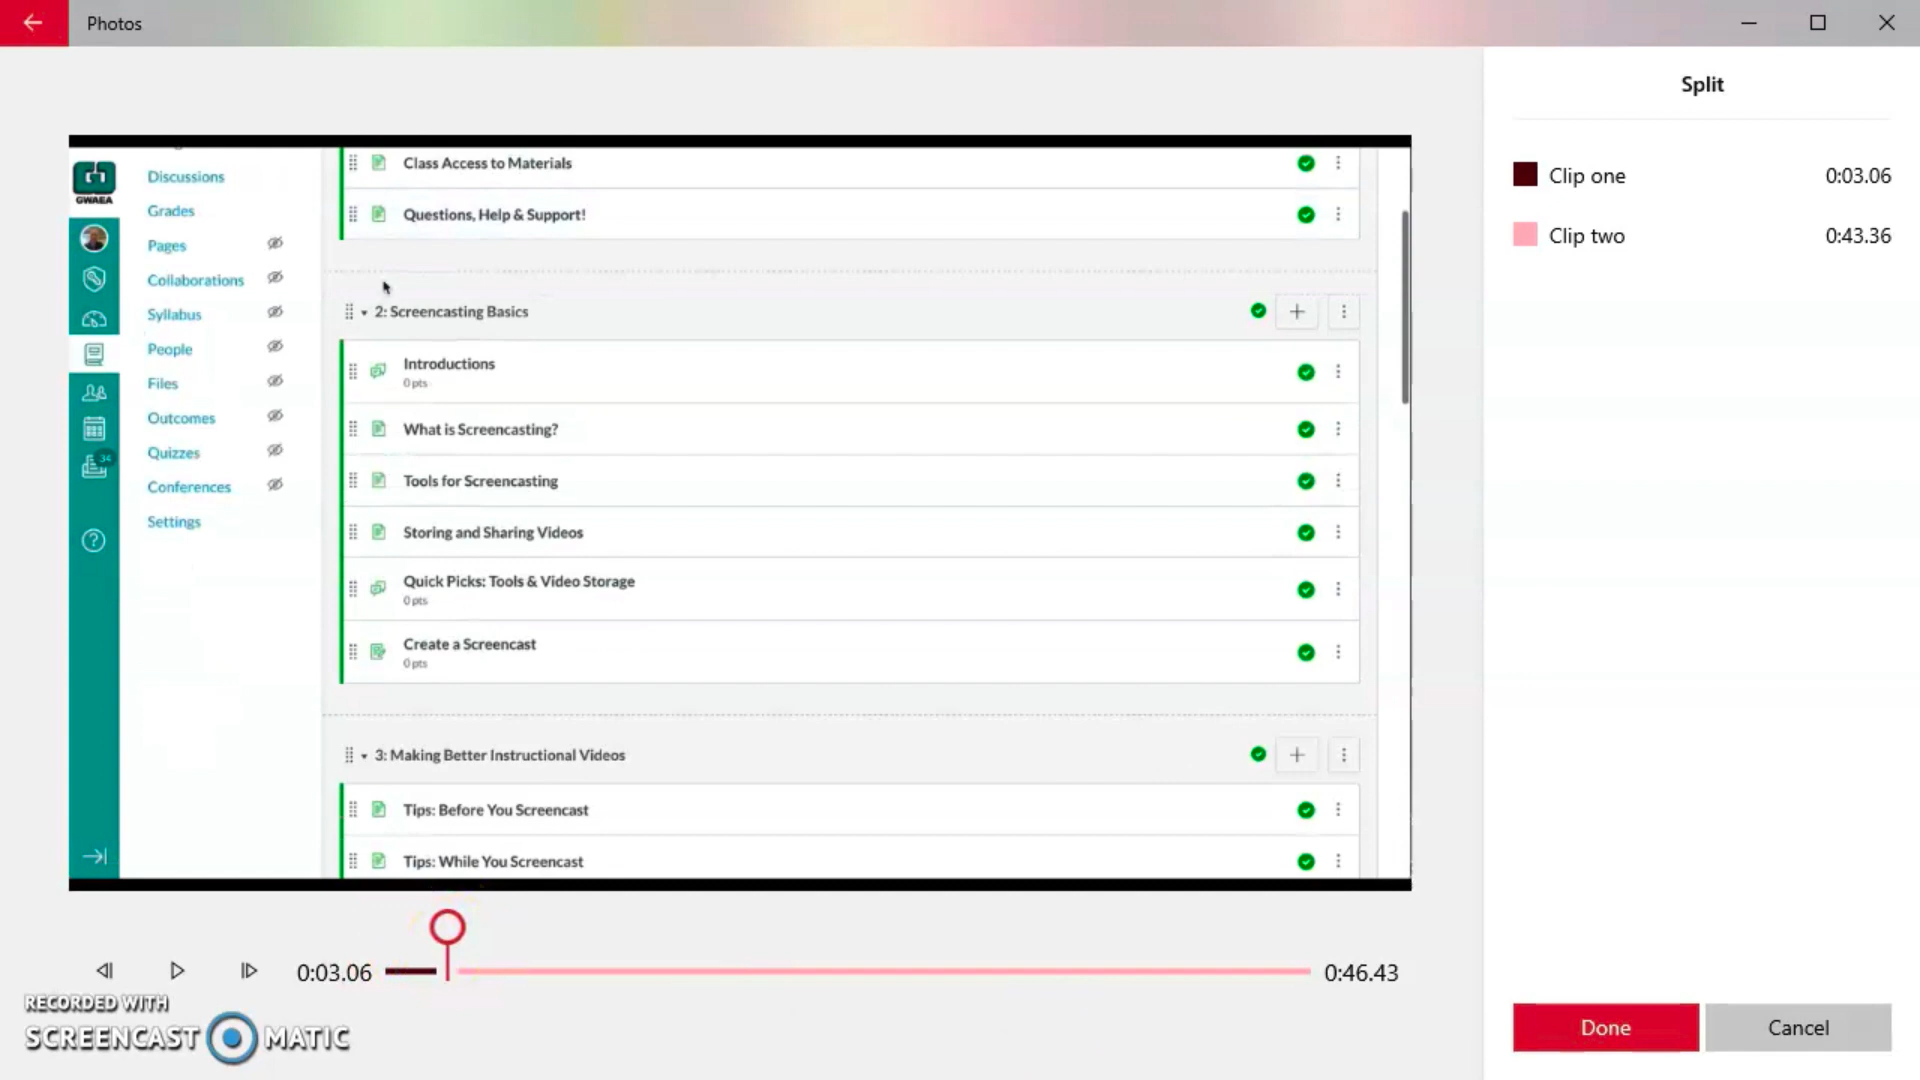 Photos
Split
Clip one 0:03.06
Clip two 0:43.36
GWAEA
Discussions
Grades
Pages
Collaborations
Syllabus
People
Files
Outcomes
Quizzes
Conferences
Settings
36
Class Access to Materials
Questions, Help & Support!
2: Screencasting Basics
Introductions
0 pts
What is Screencasting?
Tools for Screencasting
Storing and Sharing Videos
Quick Picks: Tools & Video Storage
0 pts
Create a Screencast
0 pts
3: Making Better Instructional Videos
Tips: Before You Screencast
Tips: While You Screencast
0:03.06
0:46.43
RECORDED WITH
SCREENCAST MATIC
Done
Cancel